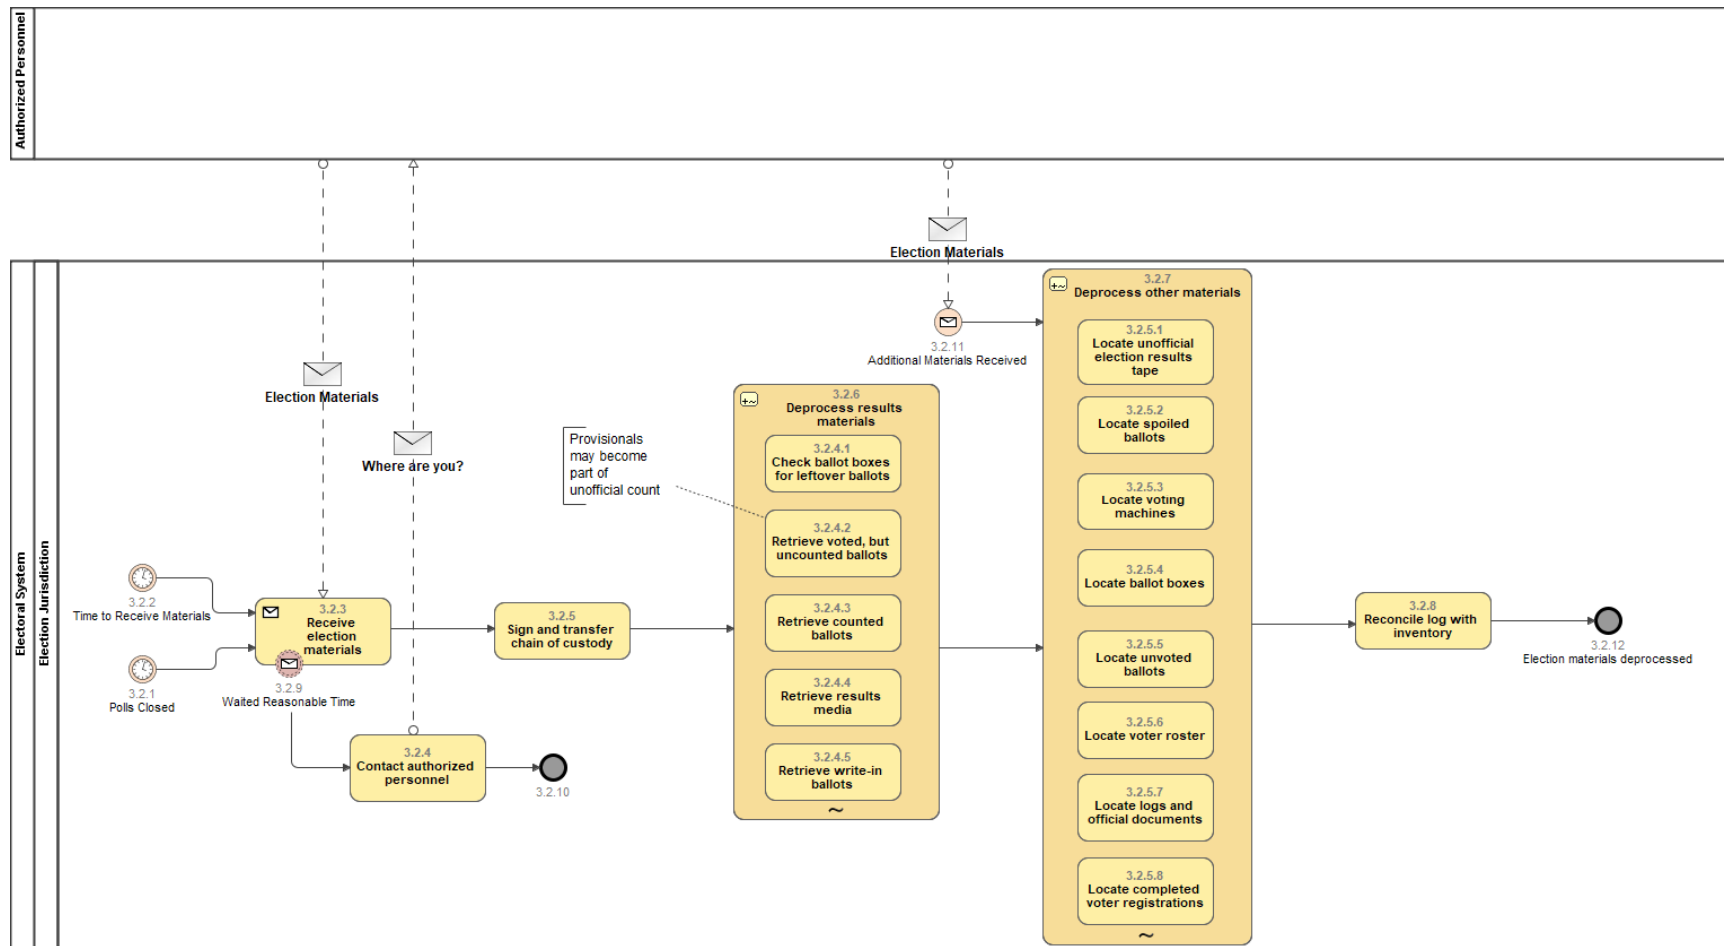 Authorized Personnel
Election Materials
Where are you?
Election Materials
Electoral System
Election Jurisdiction
3.2.2
Time to Receive Materials
3.2.1
Polls Closed
3.2.3
Receive
election
materials
3.2.9
Waited Reasonable Time
3.2.4
Contact authorized
personnel
3.2.10
3.2.5
Sign and transfer
chain of custody
Provisionals
may become
part of
unofficial count
3.2.6
Deprocess results
materials
3.2.4.1
Check ballot boxes
for leftover ballots
3.2.4.2
Retrieve voted, but
uncounted ballots
3.2.4.3
Retrieve counted
ballots
3.2.4.4
Retrieve results
media
3.2.4.5
Retrieve write-in
ballots
3.2.11
Additional Materials Received
3.2.7
Deprocess other materials
3.2.5.1
Locate unofficial
election results
tape
3.2.5.2
Locate spoiled
ballots
3.2.5.3
Locate voting
machines
3.2.5.4
Locate ballot boxes
3.2.5.5
Locate unvoted
ballots
3.2.5.6
Locate voter roster
3.2.5.7
Locate logs and
official documents
3.2.5.8
Locate completed
voter registrations
3.2.8
Reconcile log with
inventory
3.2.12
Election materials deprocessed